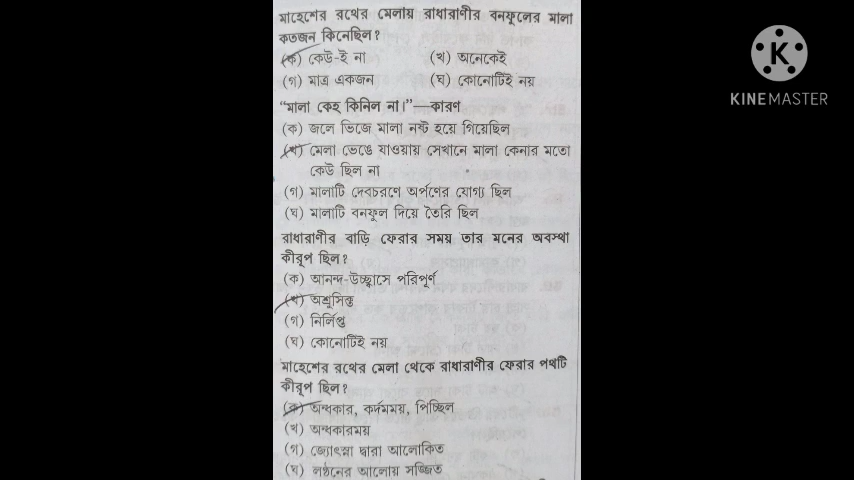 মাহেশের রথের মেলায় রাধারাণীর বনফুলের মালা
কতজন কিনেছিল?
(ক) কেউ-ই না (খ) অনেকেই
(গ) মাত্র একজন (ঘ) কোনোটিই নয়
“মালা কেহ কিনিল না।”—কারণ
(ক) জলে ভিজে মালা নষ্ট হয়ে গিয়েছিল
(খ) মেলা ভেঙে যাওয়ায় সেখানে মালা কেনার মতো
কেউ ছিল না
(গ) মালাটি দেবচরণে অর্পণের যোগ্য ছিল
(ঘ) মালাটি বনফুল দিয়ে তৈরি ছিল
রাধারাণীর বাড়ি ফেরার সময় তার মনের অবস্থা
কীরূপ ছিল?
(ক) আনন্দ-উচ্ছ্বাসে পরিপূর্ণ
(খ) অশ্রুসিক্ত
(গ) নির্লিপ্ত
(ঘ) কোনোটিই নয়
মাহেশের রথের মেলা থেকে রাধারাণীর ফেরার পথটি
কীরূপ ছিল?
(ক) অন্ধকার, কর্দমময়, পিচ্ছিল
(খ) অন্ধকারময়
(গ) জ্যোৎস্না দ্বারা আলোকিত
(ঘ) লণ্ঠনের আলোয় সজ্জিত
KINEMASTER